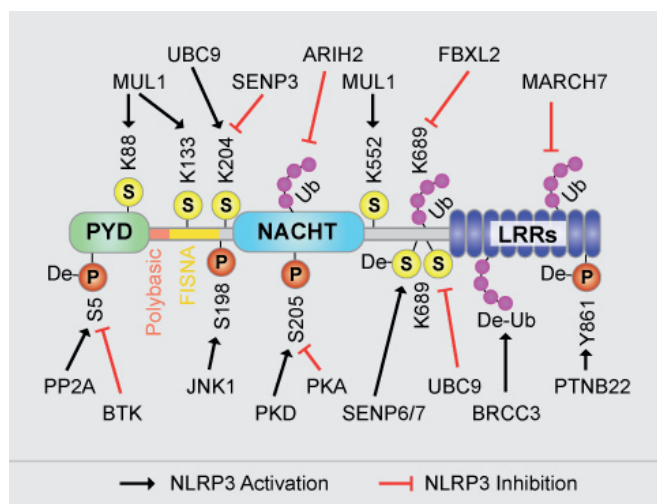 UBC9
ARIH2
FBXL2
MUL1
SENP3
MUL1
MARCH7
K88
K133
K204
K552
K689
S
S
S
Ub
S
Ub
Ub
PYD
NACHT
LRRs
De-P
Polybasic
FISNA
P
P
De-S
S
De-P
S5
S198
S205
K689
De-Ub
Y861
PP2A
JNK1
PKA
UBC9
PTNB22
BTK
PKD
SENP6/7
BRCC3
NLRP3 Activation
NLRP3 Inhibition